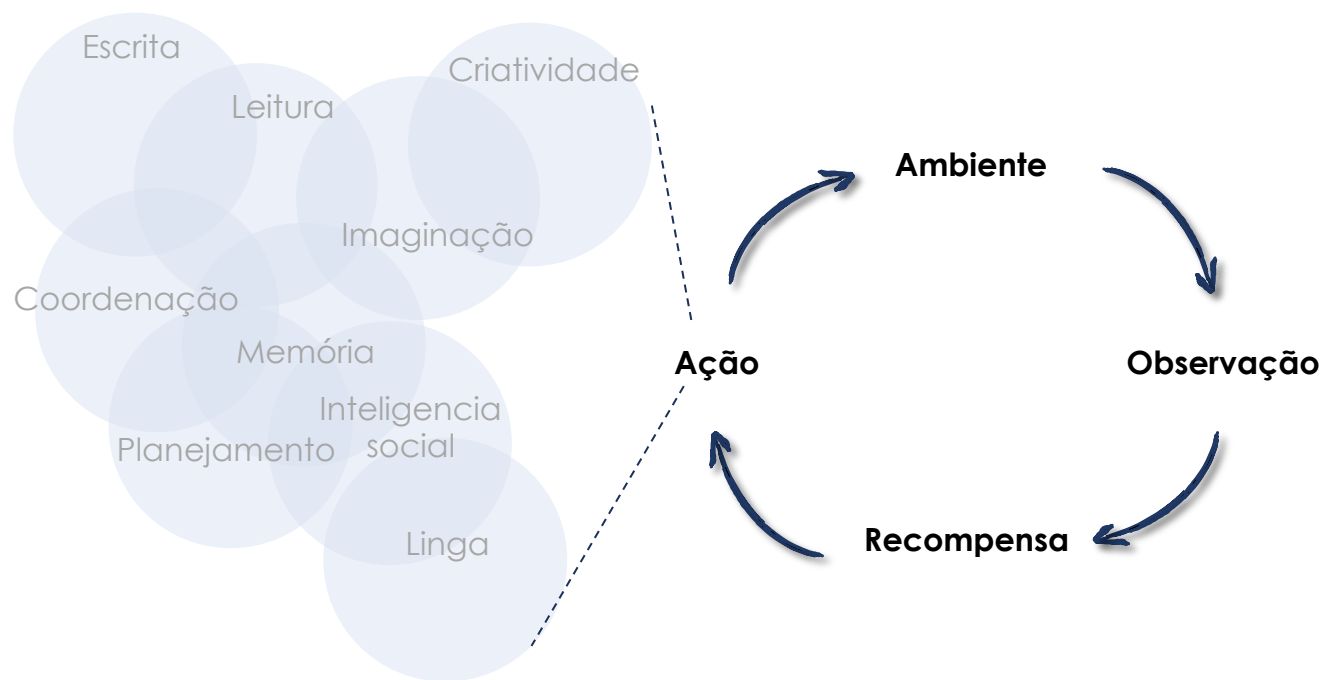 Escrita
Criatividade
Leitura
Imaginação
Coordenação
Memória
Inteligencia
social
Planejamento
Linga
Ambiente
Ação
Observação
Recompensa